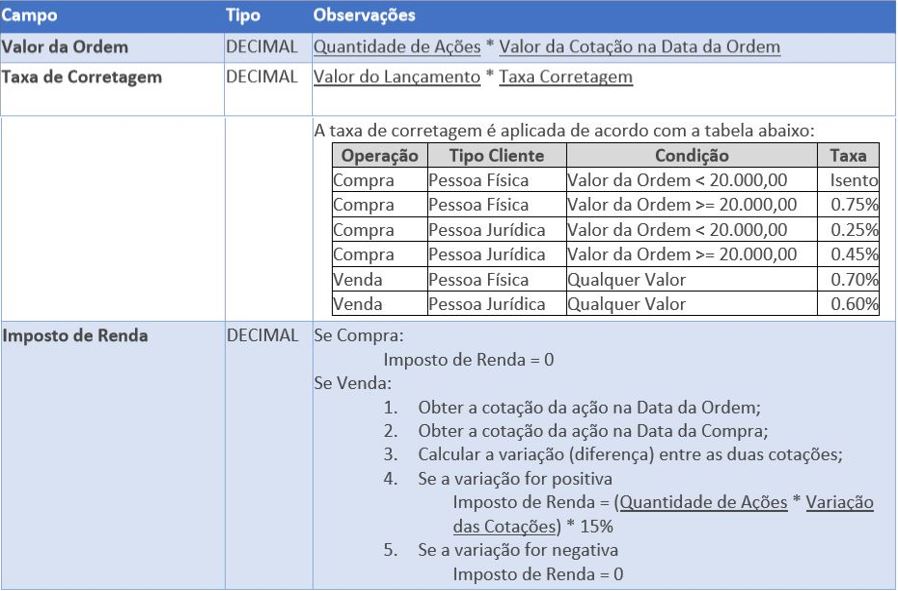 Campo Tipo Observações
Valor da Ordem DECIMAL Quantidade de Ações * Valor da Cotação na Data da Ordem
Taxa de Corretagem DECIMAL Valor do Lançamento * Taxa Corretagem
A taxa de corretagem é aplicada de acordo com a tabela abaixo:
Operação Tipo Cliente Condição Taxa
Compra Pessoa Física Valor da Ordem < 20.000,00 Isento
Compra Pessoa Física Valor da Ordem >= 20.000,00 0.75%
Compra Pessoa Jurídica Valor da Ordem < 20.000,00 0.25%
Compra Pessoa Jurídica Valor da Ordem >= 20.000,00 0.45%
Venda Pessoa Física Qualquer Valor 0.70%
Venda Pessoa Jurídica Qualquer Valor 0.60%
Imposto de Renda DECIMAL Se Compra:
Imposto de Renda = 0
Se Venda:
1. Obter a cotação da ação na Data da Ordem;
2. Obter a cotação da ação na Data da Compra;
3. Calcular a variação (diferença) entre as duas cotações;
4. Se a variação for positiva
Imposto de Renda = (Quantidade de Ações * Variação
das Cotações) * 15%
5. Se a variação for negativa
Imposto de Renda = 0